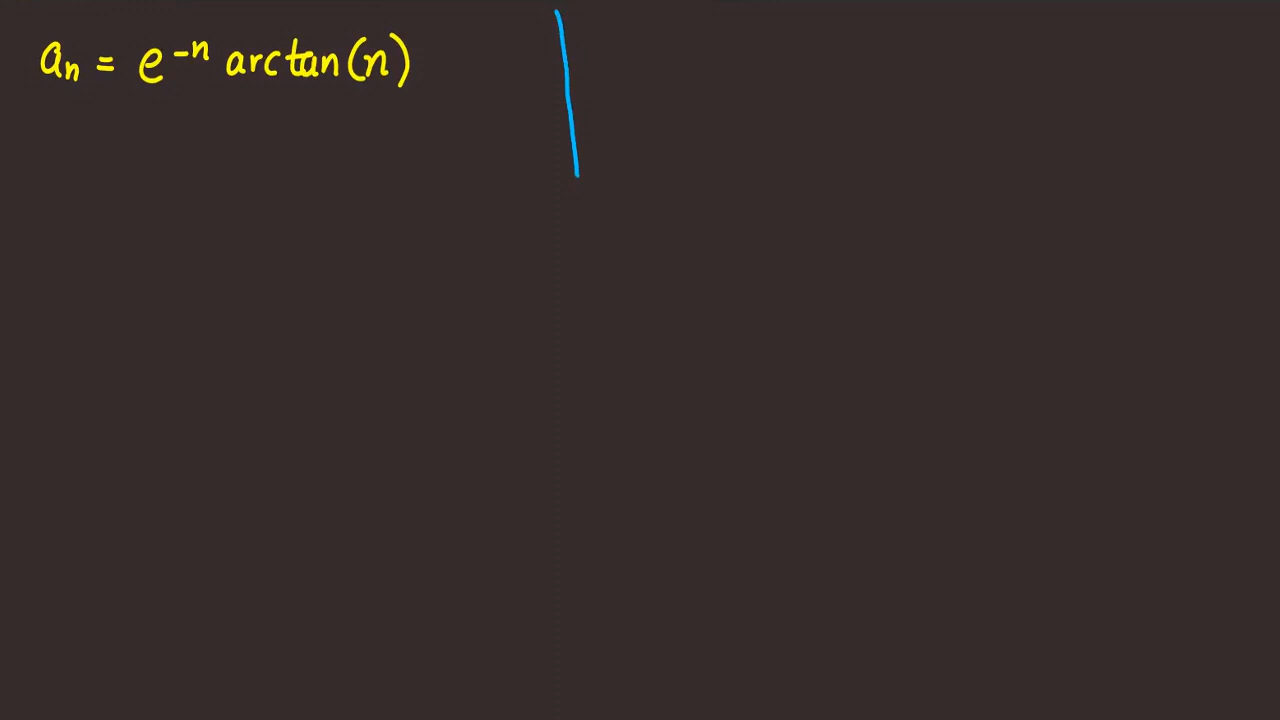 aₙ = e⁻ⁿ arctan(n)